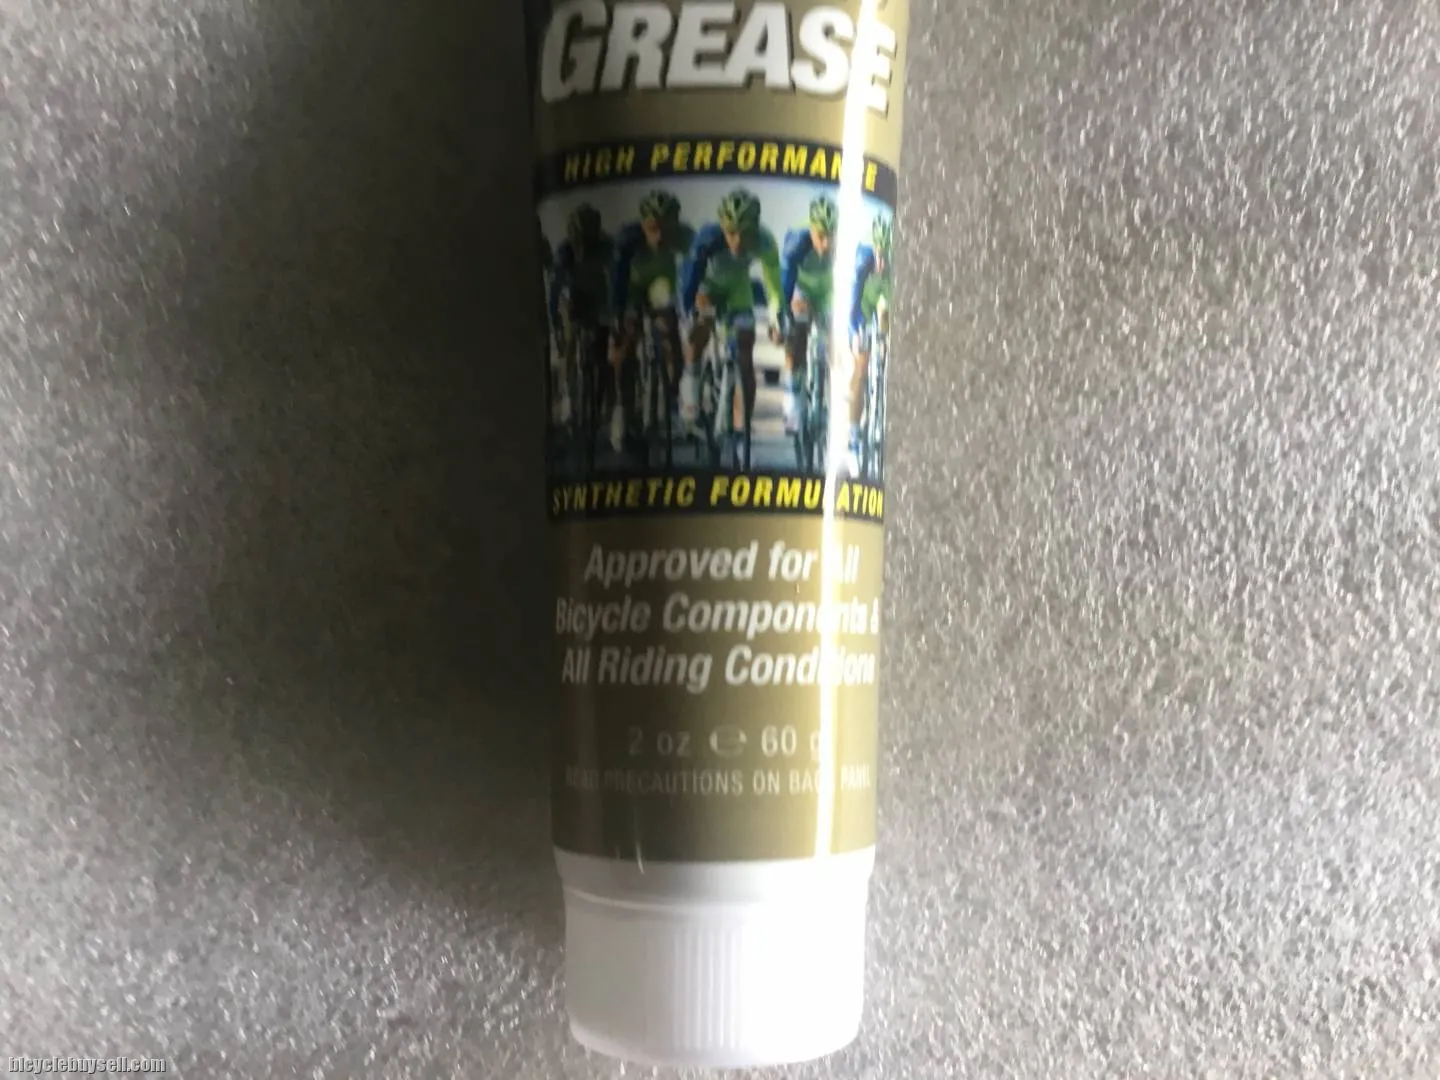 GREASE
HIGH PERFORMANCE
SYNTHETIC FORMULATION
Approved for All
Bicycle Components &
All Riding Conditions
2 oz ℮ 60 g
READ PRECAUTIONS ON BACK PANEL
bicyclebuysell.com